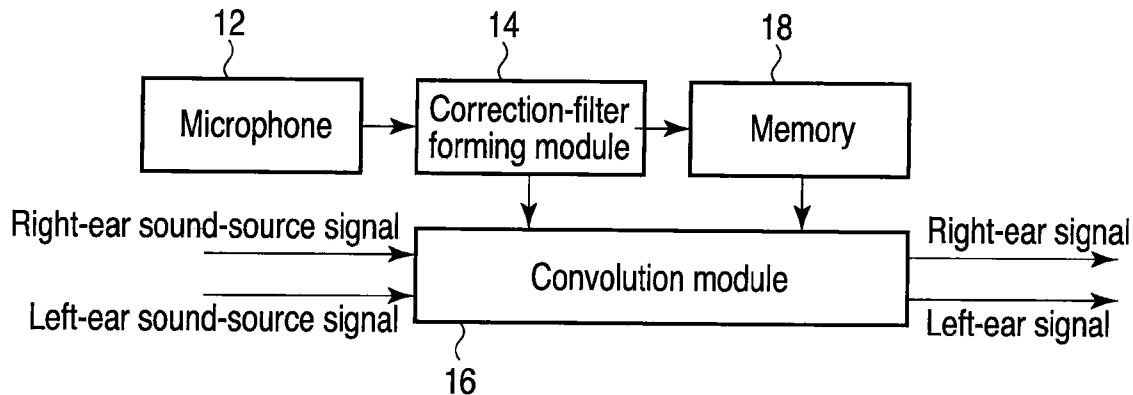 12
14
18
Microphone
Correction-filter
forming module
Memory
Right-ear sound-source signal
Left-ear sound-source signal
Convolution module
Right-ear signal
Left-ear signal
16